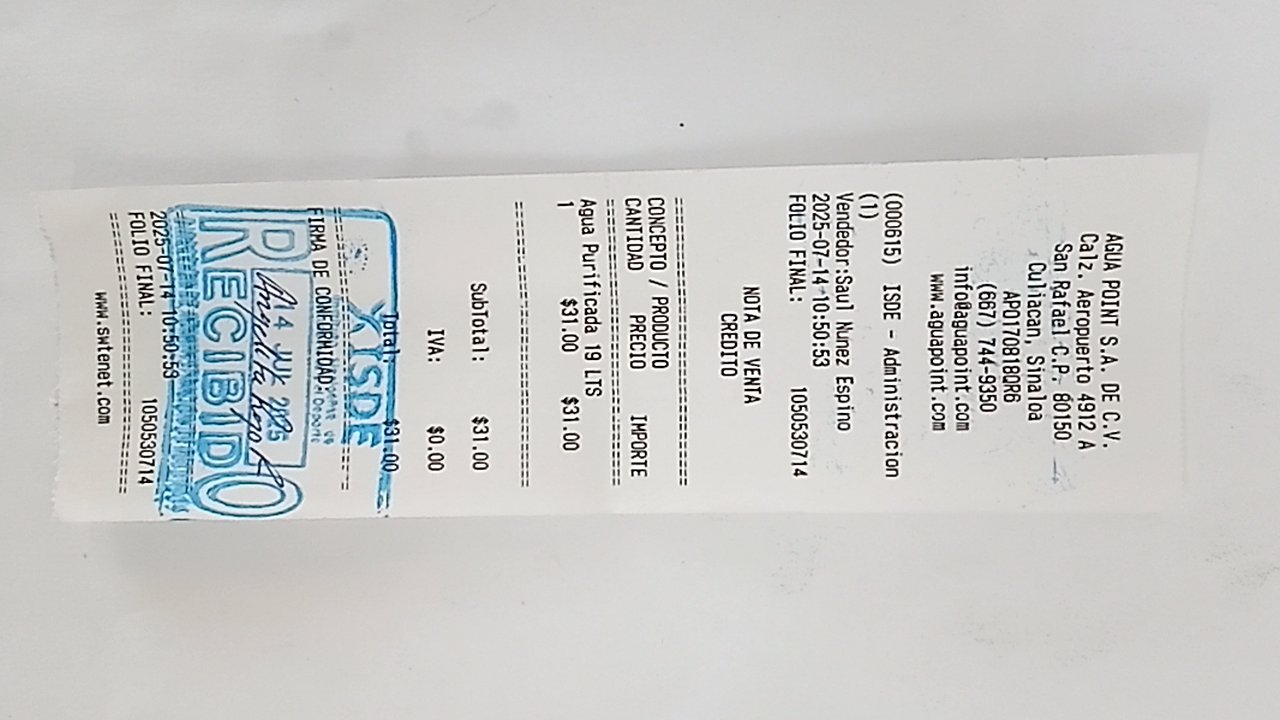 AGUA POINT S.A. DE C.V.
Calz. Aeropuerto 4912 A
San Rafael C.P. 80150
Culiacan, Sinaloa
APO170818QR6
(667) 744-9350
info@aguapoint.com
www.aguapoint.com
(000615) ISDE - Administracion
(1)
Vendedor:Saul Nunez Espino
2025-07-14 10:50:53
FOLIO FINAL: 1050530714
NOTA DE VENTA
CREDITO
CONCEPTO / PRODUCTO
CANTIDAD PRECIO IMPORTE
Agua Purificada 19 LTS
1 $31.00 $31.00
SubTotal: $31.00
IVA: $0.00
Total: $31.00
ISDE
FIRMA DE CONFORMIDAD:
14 JUL 2025
RECIBIDO
2025-07-14 10:50:53
FOLIO FINAL: 1050530714
www.swtenet.com